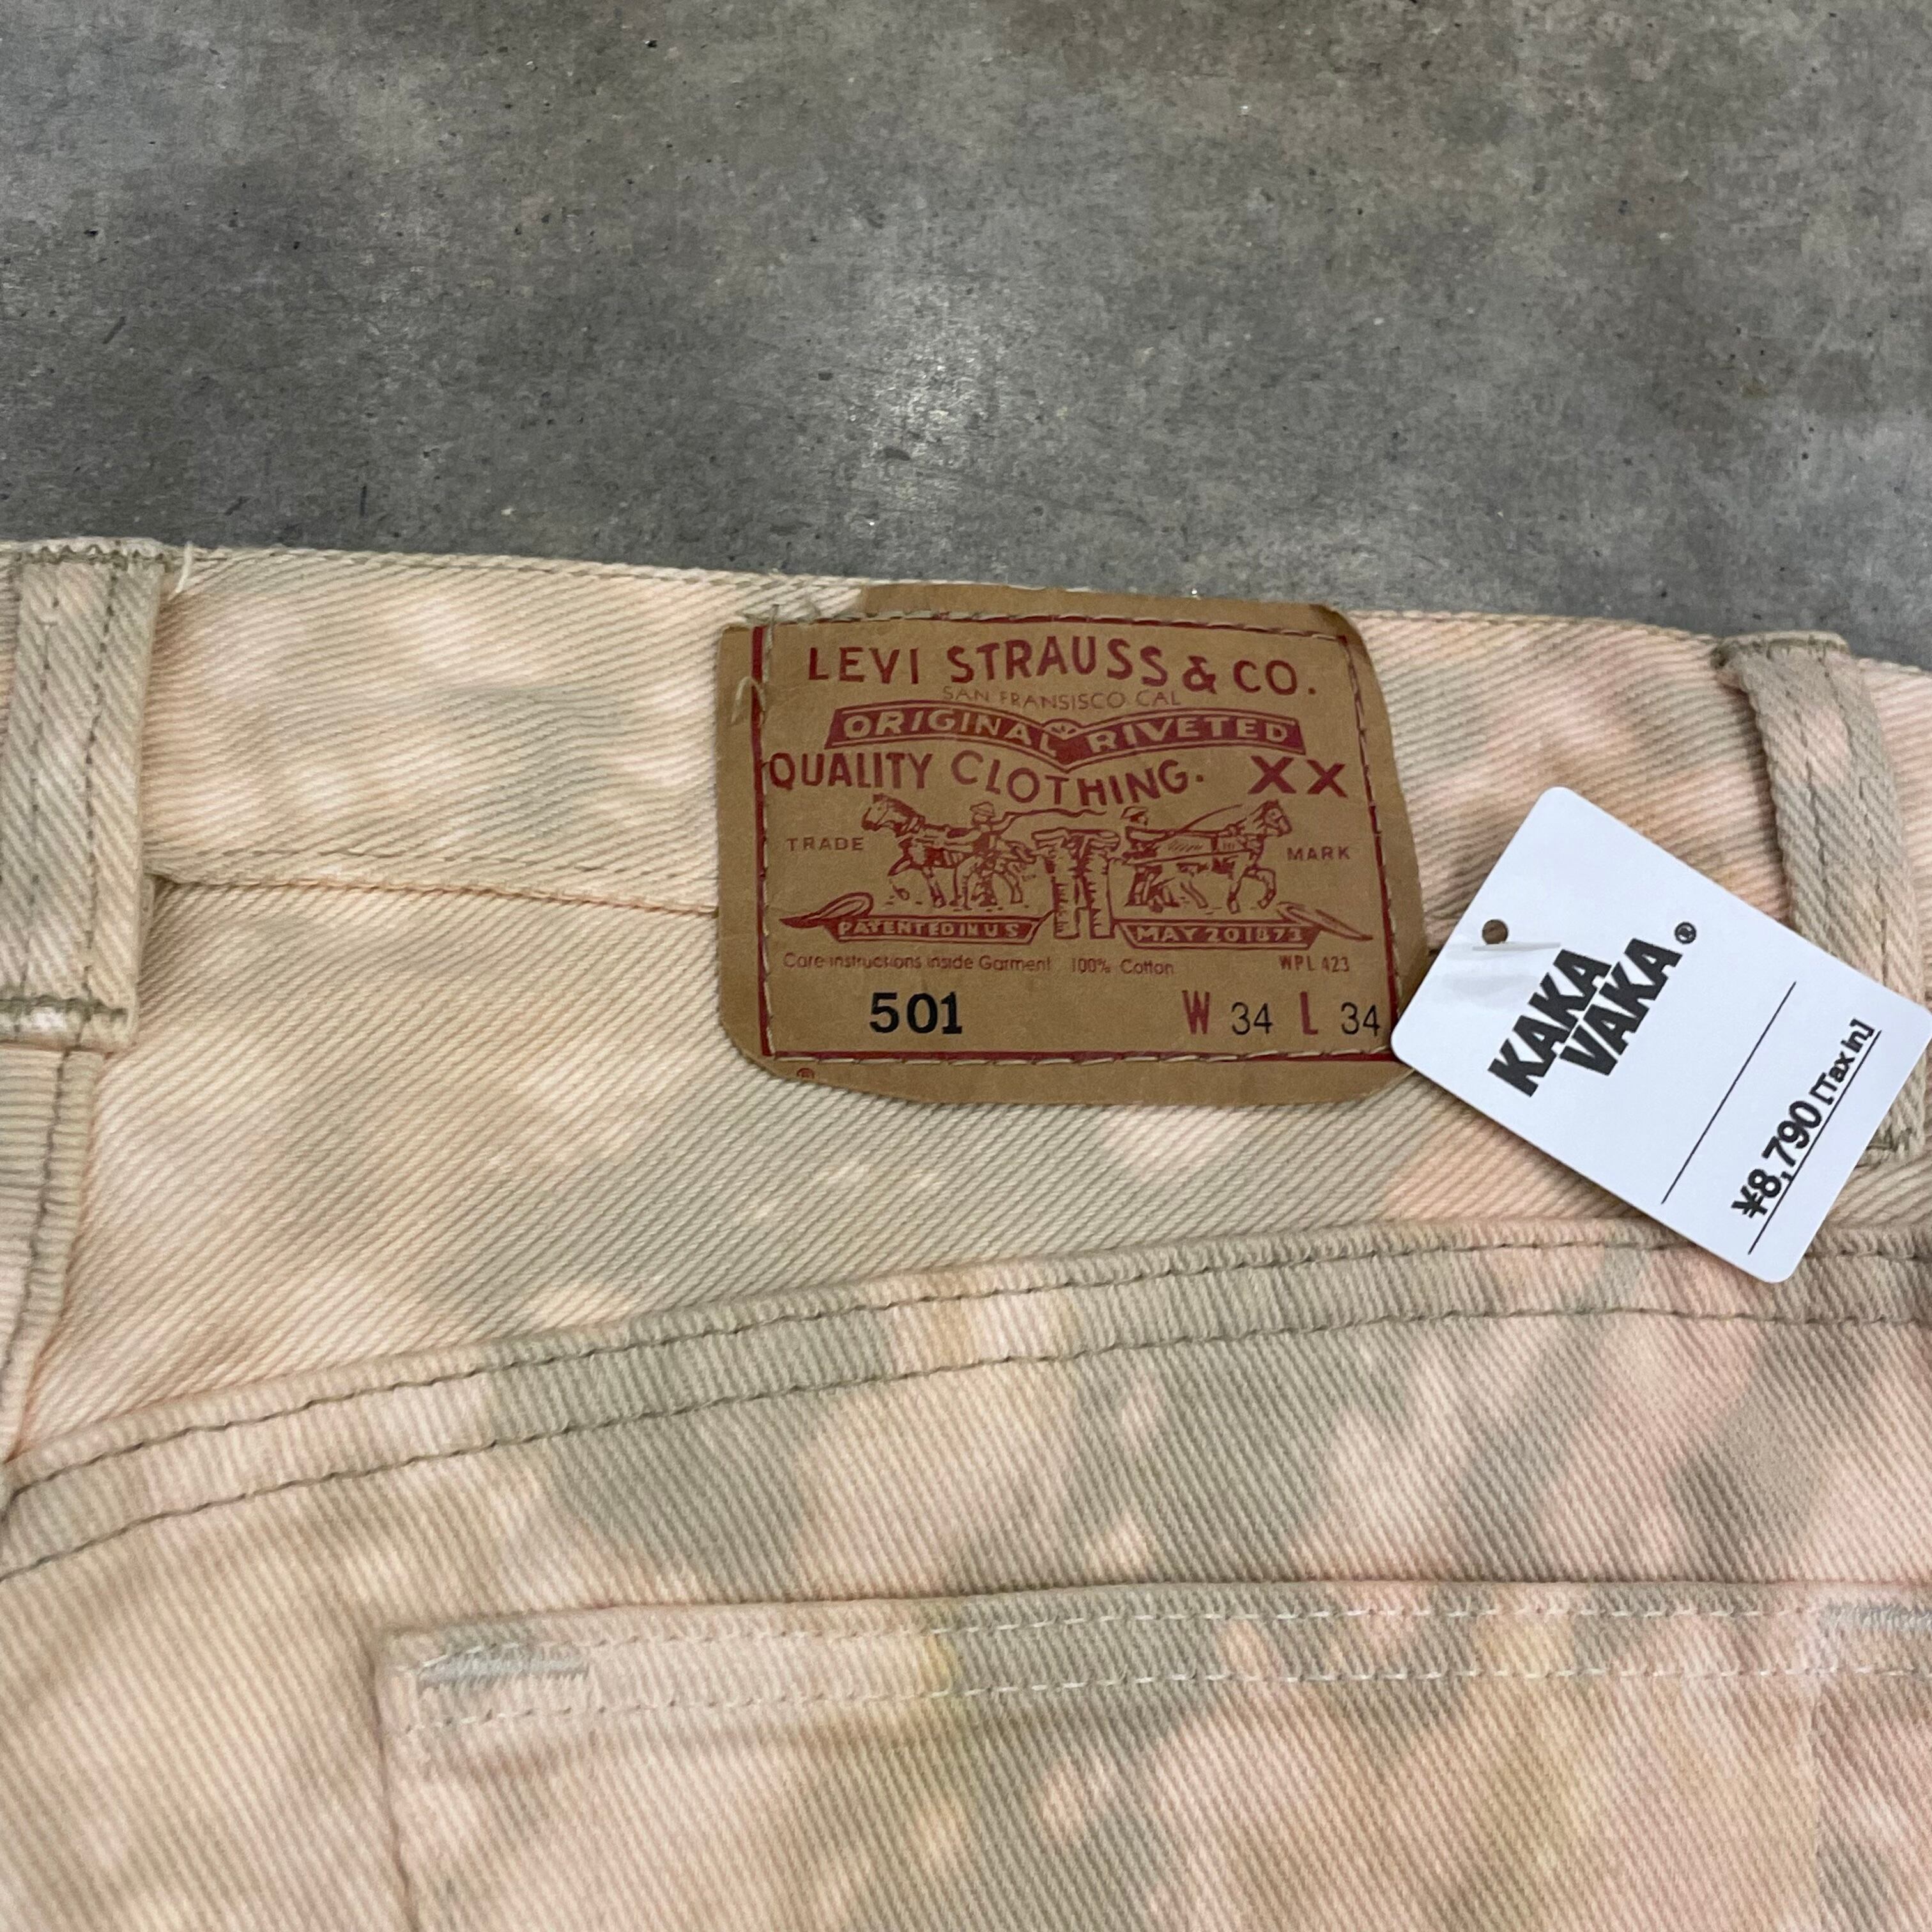 LEVI STRAUSS & CO.
SAN FRANSISCO CAL
ORIGINAL RIVETED
QUALITY CLOTHING. XX
TRADE MARK
PATENTED IN U S MAY 20 1873
Care instructions inside Garment 100% Cotton WPL 423
501 W 34 L 34
®
KAKA
VAKA®
¥8,790 [Tax in]